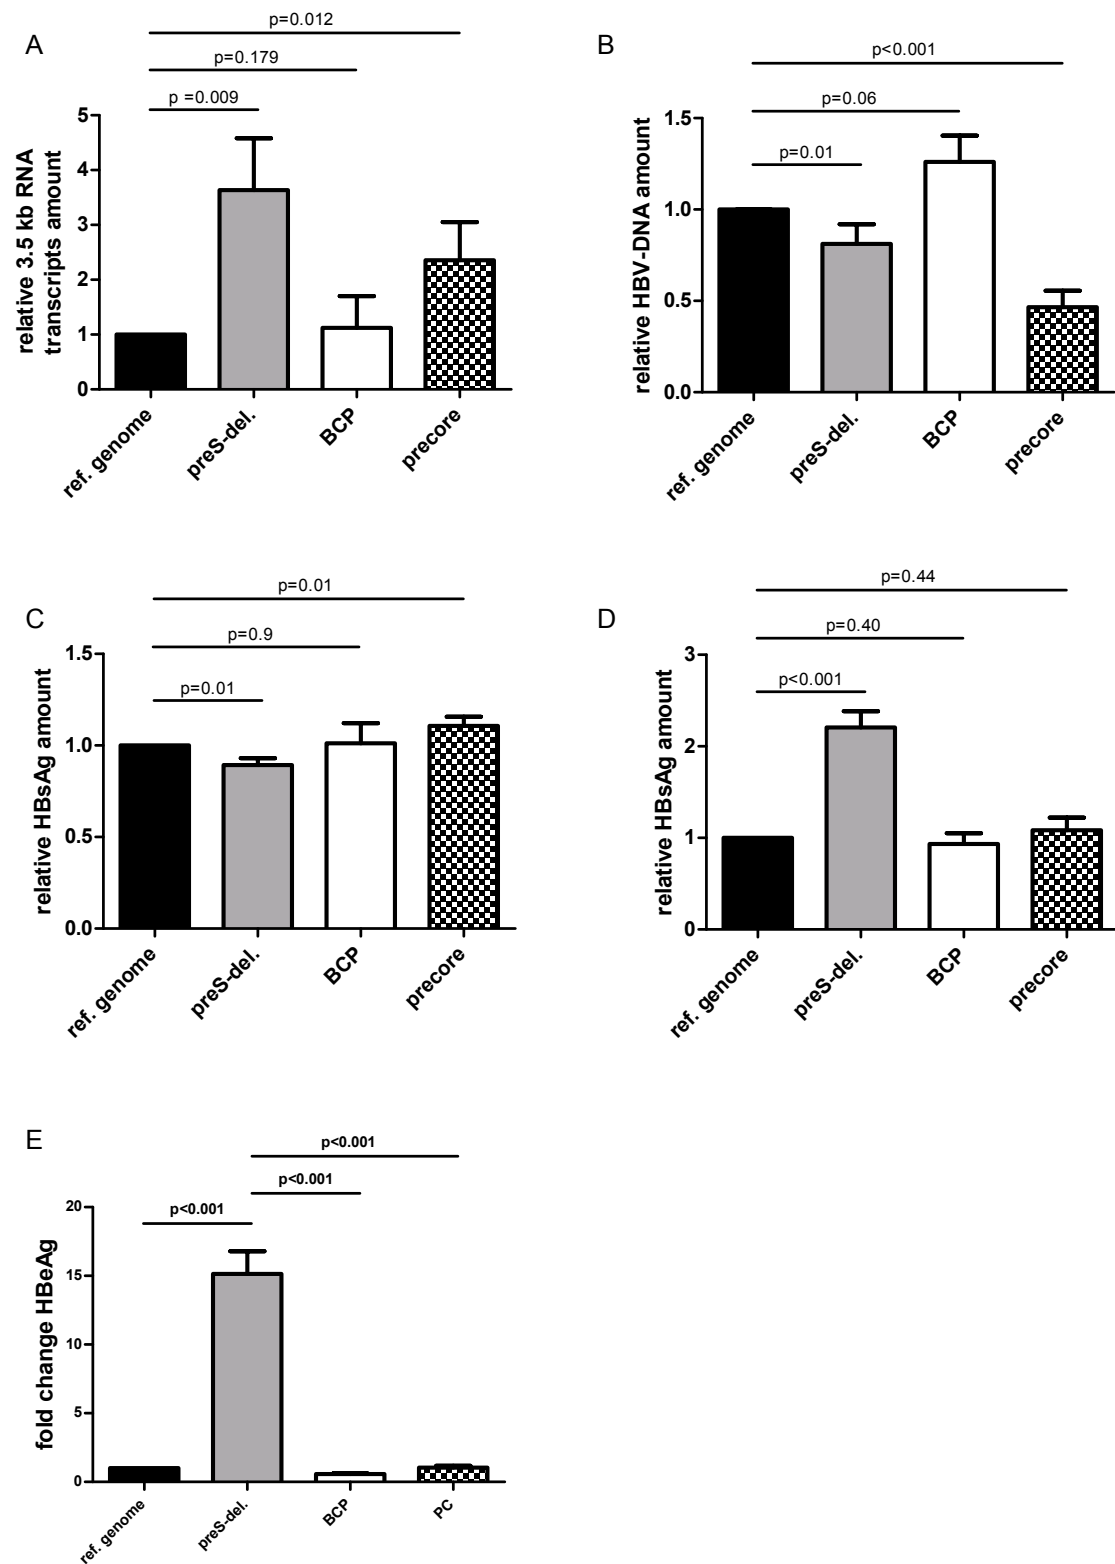 A
p=0.012
p=0.179
p =0.009
relative 3.5 kb RNA
transcripts amount
5
4
3
2
1
0
ref. genome
preS-del.
BCP
precore
B
p<0.001
p=0.06
p=0.01
relative HBV-DNA amount
1.5
1.0
0.5
0.0
ref. genome
preS-del.
BCP
precore
C
p=0.01
p=0.9
p=0.01
relative HBsAg amount
1.5
1.0
0.5
0.0
ref. genome
preS-del.
BCP
precore
D
p=0.44
p=0.40
p<0.001
relative HBsAg amount
3
2
1
0
ref. genome
preS-del.
BCP
precore
E
p<0.001
p<0.001
p<0.001
fold change HBeAg
20
15
10
5
0
ref. genome
preS-del.
BCP
PC